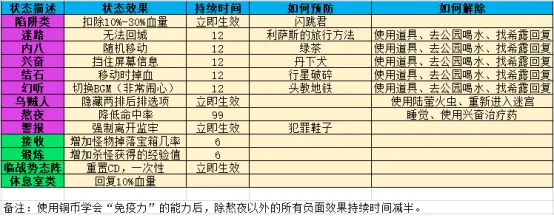 状态描述 状态效果 持续时间 如何预防 如何解除
陷阱类 扣除10%-30%血量 立即生效 闪跳君
迷路 无法回城 12 利萨斯的旅行方法 使用道具、去公园喝水、找希露回复
内八 随机移动 12 绿茶 使用道具、去公园喝水、找希露回复
兴奋 挡住屏幕信息 12 丹下犬 使用道具、去公园喝水、找希露回复
结石 移动时掉血 12 行星破碎 使用道具、去公园喝水、找希露回复
幻听 切换BGM（非常闹心） 12 头教地铁 使用道具、去公园喝水、找希露回复
乌贼人 隐藏两排后排选项 立即生效 使用陆萤火虫、重新进入迷宫
熬夜 降低命中率 99 睡觉、使用兴奋治疗药
警报 强制离开监牢 立即生效 犯罪鞋子
接收 增加怪物掉落宝箱几率 6
锻炼 增加杀怪获得的经验值 6
临战势态阵 重置CD，一次性 立即生效
休息室类 回复10%血量
备注：使用铜币学会“免疫力”的能力后，除熬夜以外的所有负面效果持续时间减半。